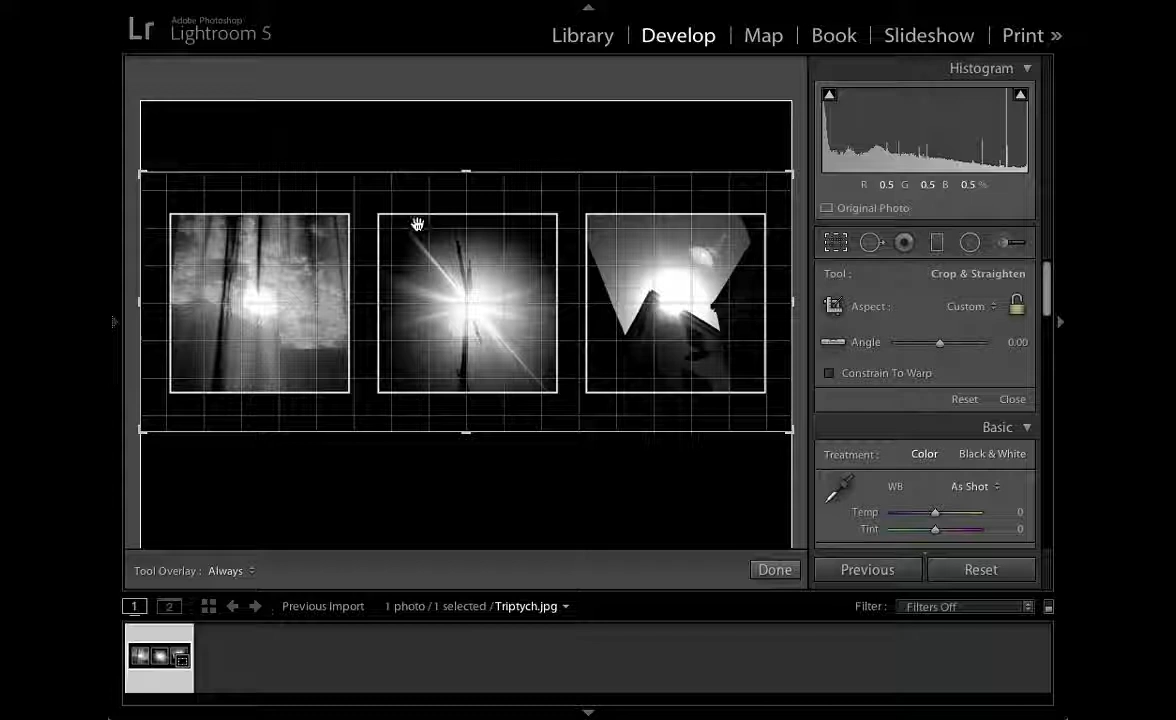 Lr Adobe Photoshop
Lightroom 5
Library | Develop | Map | Book | Slideshow | Print »
Histogram
R 0.5 G 0.5 B 0.5 %
Original Photo
Tool : Crop & Straighten
Aspect : Custom
Angle 0.00
Constrain To Warp
Reset Close
Basic
Treatment : Color Black & White
WB As Shot
Temp 0
Tint 0
Tool Overlay : Always
Done
Previous Reset
1 2 Previous Import 1 photo / 1 selected / Triptych.jpg
Filter : Filters Off